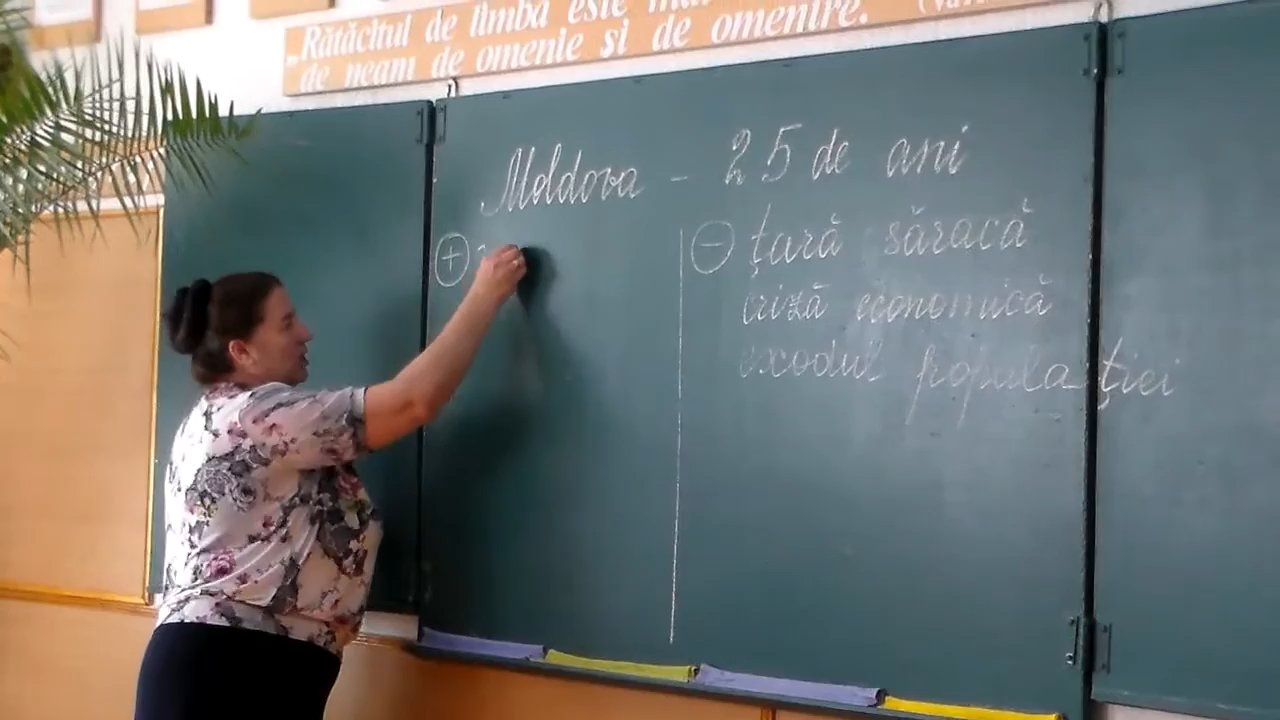 „Rătăcitul de limbă este mai
de neam de omenie și de omenire.
Moldova - 25 de ani
+
- țară săracă
criză economică
exodul populației